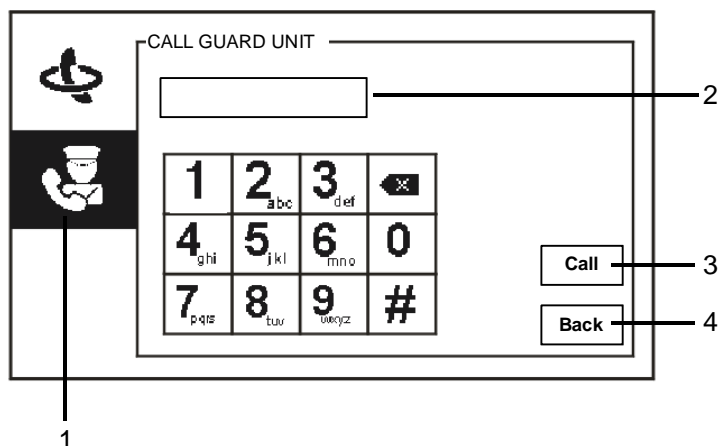 CALL GUARD UNIT
2
1 2abc 3def
4ghi 5jkl 6mno 0
Call 3
7pqrs 8tuv 9wxyz #
Back 4
1